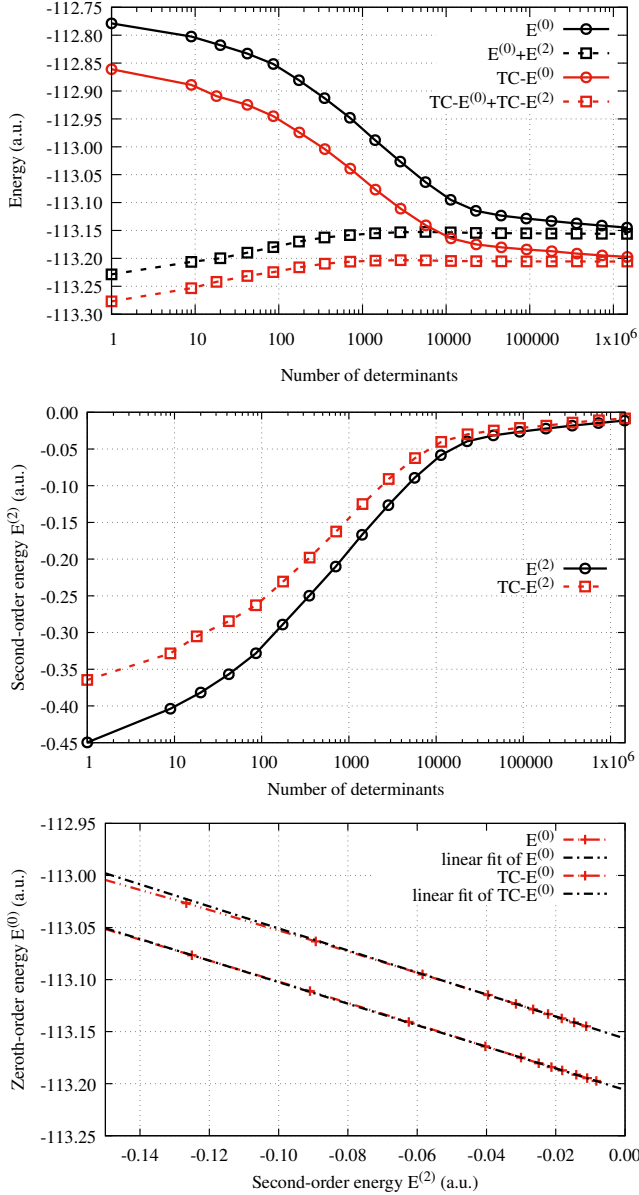 -112.75
-112.80
-112.85
-112.90
-112.95
-113.00
-113.05
-113.10
-113.15
-113.20
-113.25
-113.30
Energy (a.u.)
E^(0)
E^(0)+E^(2)
TC-E^(0)
TC-E^(0)+TC-E^(2)
1 10 100 1000 10000 100000 1x10^6
Number of determinants
0.00
-0.05
-0.10
-0.15
-0.20
-0.25
-0.30
-0.35
-0.40
-0.45
Second-order energy E^(2) (a.u.)
E^(2)
TC-E^(2)
1 10 100 1000 10000 100000 1x10^6
Number of determinants
-112.95
-113.00
-113.05
-113.10
-113.15
-113.20
-113.25
Zeroth-order energy E^(0) (a.u.)
E^(0)
linear fit of E^(0)
TC-E^(0)
linear fit of TC-E^(0)
-0.14 -0.12 -0.10 -0.08 -0.06 -0.04 -0.02 0.00
Second-order energy E^(2) (a.u.)